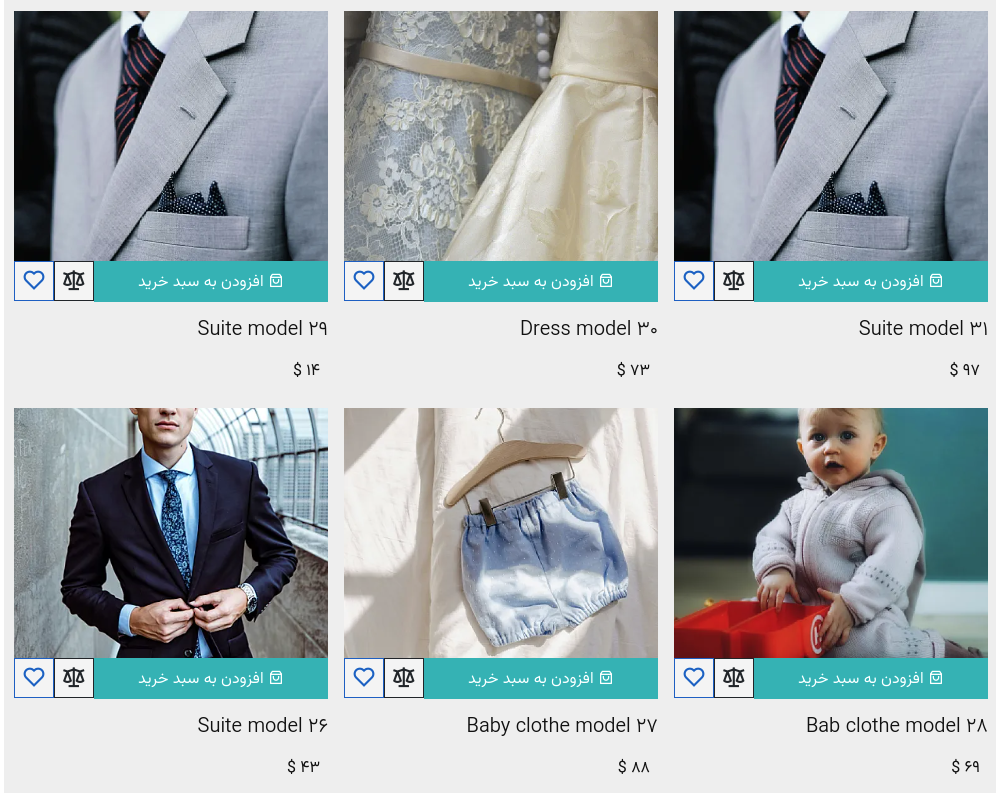 افزودن به سبد خرید
افزودن به سبد خرید
افزودن به سبد خرید
Suite model ۳۱
Dress model ۳۰
Suite model ۲۹
$ ۹۷
$ ۷۳
$ ۱۴
افزودن به سبد خرید
افزودن به سبد خرید
افزودن به سبد خرید
Bab clothe model ۲۸
Baby clothe model ۲۷
Suite model ۲۶
$ ۶۹
$ ۸۸
$ ۴۳